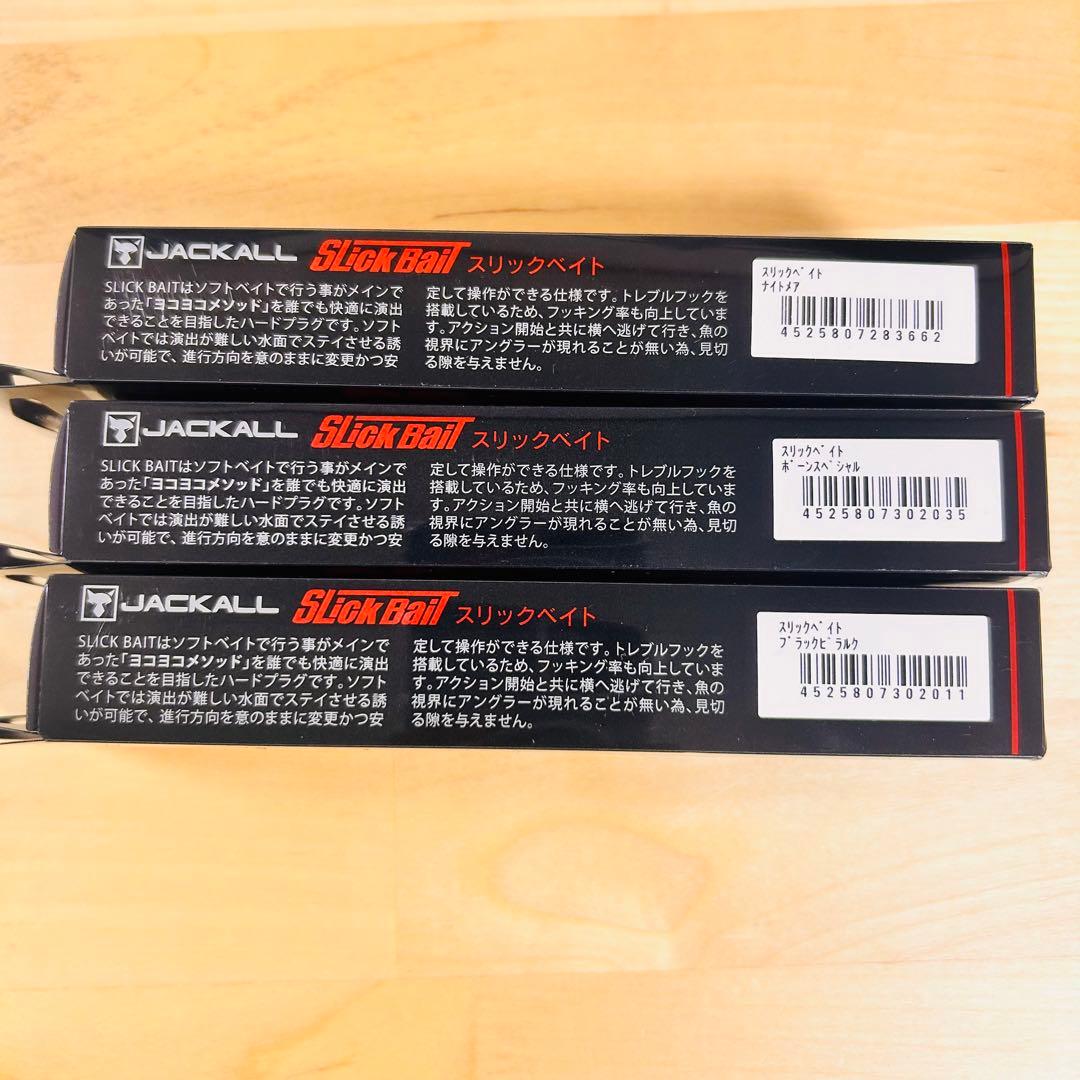 JACKALL SLickBaiT スリックベイト
SLICK BAITはソフトベイトで行う事がメインで
あった「ヨコヨコメソッド」を誰でも快適に演出
できることを目指したハードプラグです。ソフト
ベイトでは演出が難しい水面でステイさせる誘
いが可能で、進行方向を意のままに変更かつ安
定して操作ができる仕様です。トレブルフックを
搭載しているため、フッキング率も向上していま
す。アクション開始と共に横へ逃げて行き、魚の
視界にアングラーが現れることが無い為、見切
る隙を与えません。
スリックベイト
ナイトメア
4525807283662
JACKALL SLickBaiT スリックベイト
SLICK BAITはソフトベイトで行う事がメインで
あった「ヨコヨコメソッド」を誰でも快適に演出
できることを目指したハードプラグです。ソフト
ベイトでは演出が難しい水面でステイさせる誘
いが可能で、進行方向を意のままに変更かつ安
定して操作ができる仕様です。トレブルフックを
搭載しているため、フッキング率も向上していま
す。アクション開始と共に横へ逃げて行き、魚の
視界にアングラーが現れることが無い為、見切
る隙を与えません。
スリックベイト
ボーンスペシャル
4525807302035
JACKALL SLickBaiT スリックベイト
SLICK BAITはソフトベイトで行う事がメインで
あった「ヨコヨコメソッド」を誰でも快適に演出
できることを目指したハードプラグです。ソフト
ベイトでは演出が難しい水面でステイさせる誘
いが可能で、進行方向を意のままに変更かつ安
定して操作ができる仕様です。トレブルフックを
搭載しているため、フッキング率も向上していま
す。アクション開始と共に横へ逃げて行き、魚の
視界にアングラーが現れることが無い為、見切
る隙を与えません。
スリックベイト
ブラックピラルク
4525807302011